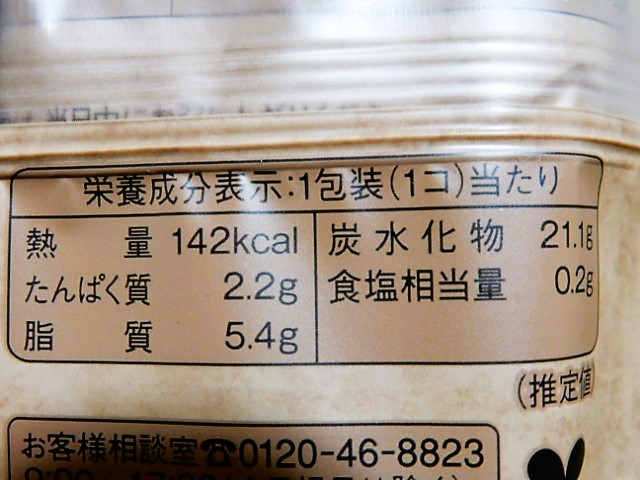 栄養成分表示:1包装(1コ)当たり
熱量 142kcal
たんぱく質 2.2g
脂質 5.4g
炭水化物 21.1g
食塩相当量 0.2g
(推定値)
お客様相談室☎0120-46-8823